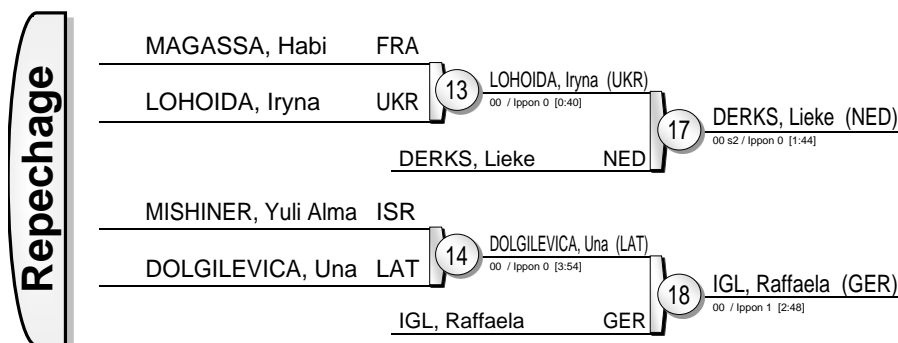 Repechage
MAGASSA, Habi FRA
LOHOIDA, Iryna UKR
13
LOHOIDA, Iryna (UKR)
00 / Ippon 0 [0:40]
DERKS, Lieke NED
17
DERKS, Lieke (NED)
00 s2 / Ippon 0 [1:44]
MISHINER, Yuli Alma ISR
DOLGILEVICA, Una LAT
14
DOLGILEVICA, Una (LAT)
00 / Ippon 0 [3:54]
IGL, Raffaela GER
18
IGL, Raffaela (GER)
00 / Ippon 1 [2:48]